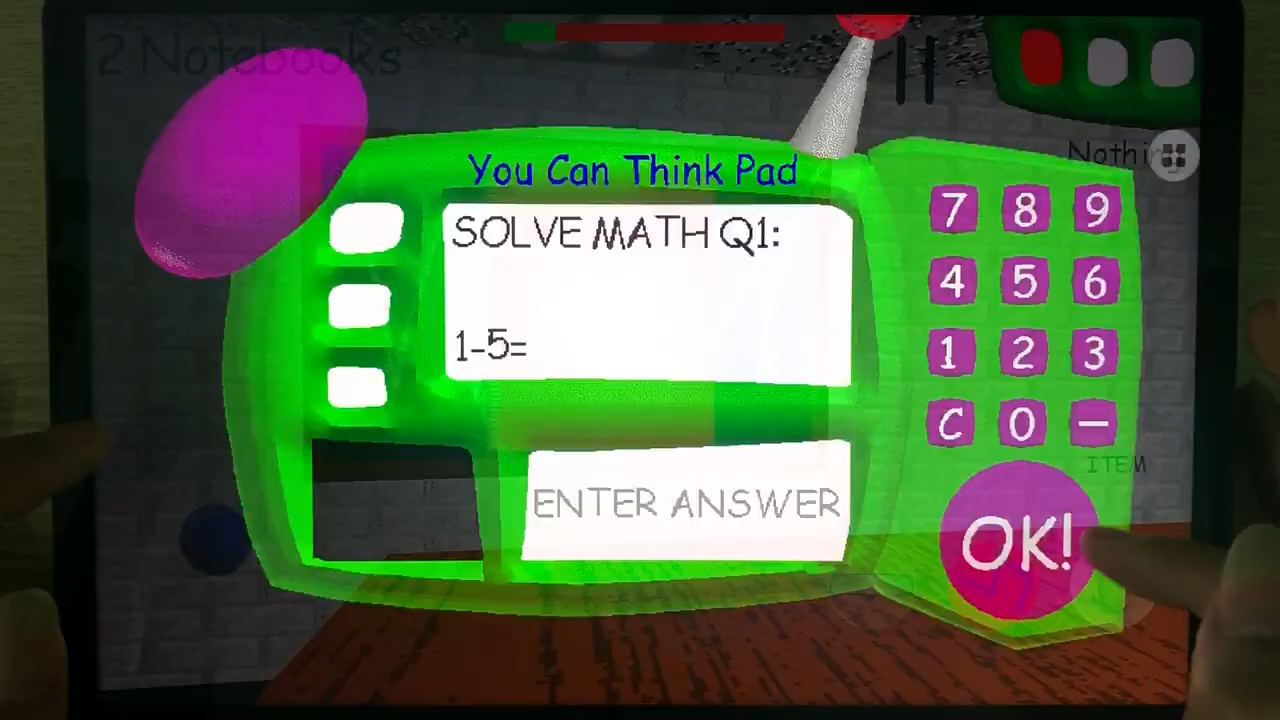 2 Notebooks
You Can Think Pad
Nothi
SOLVE MATH Q1:
1-5=
7 8 9
4 5 6
1 2 3
C 0 –
ITEM
ENTER ANSWER
OK!